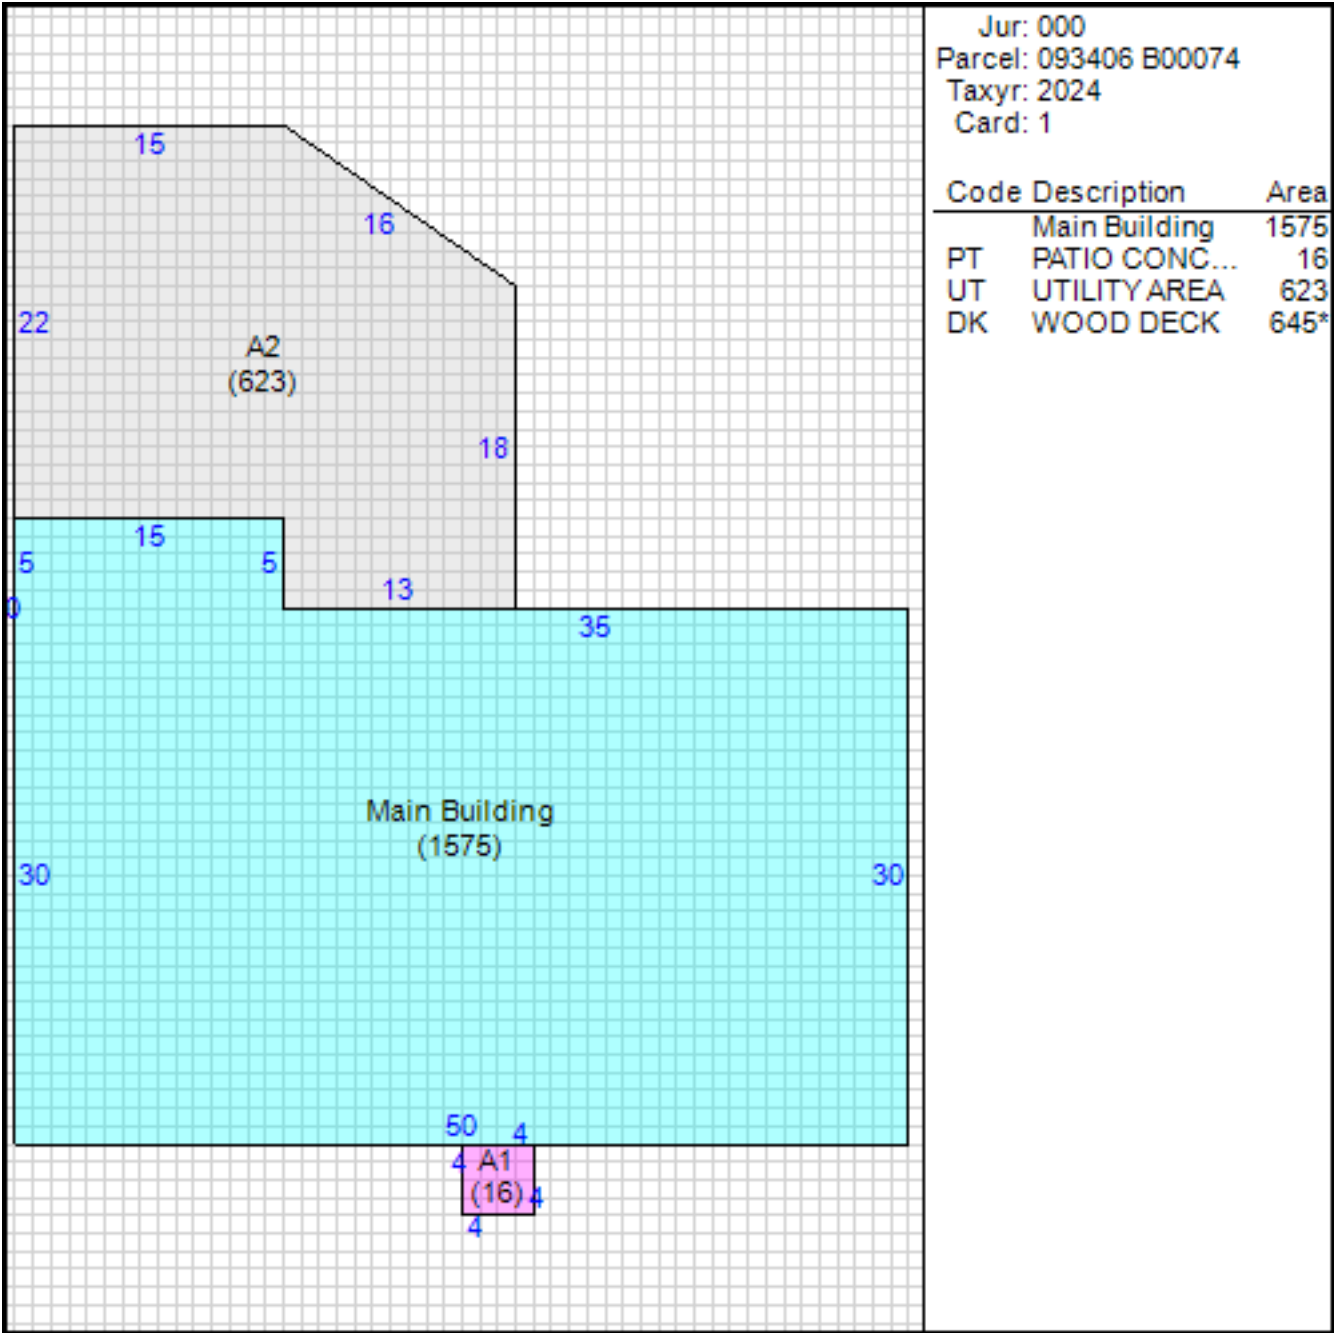 Jur: 000
Parcel: 093406 B00074
Taxyr: 2024
Card: 1
Code Description Area
Main Building 1575
PT PATIO CONC... 16
UT UTILITY AREA 623
DK WOOD DECK 645*
15
16
22
A2
(623)
18
15
5
5
13
0
35
Main Building
(1575)
30
30
50
4
4
A1
(16)
4
4